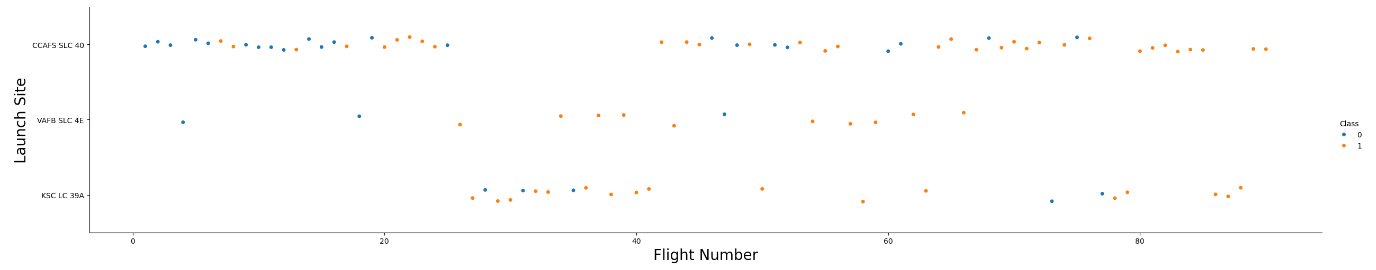 CCAFS SLC 40
VAFB SLC 4E
KSC LC 39A
Launch Site
0 20 40 60 80
Flight Number
Class
0
1